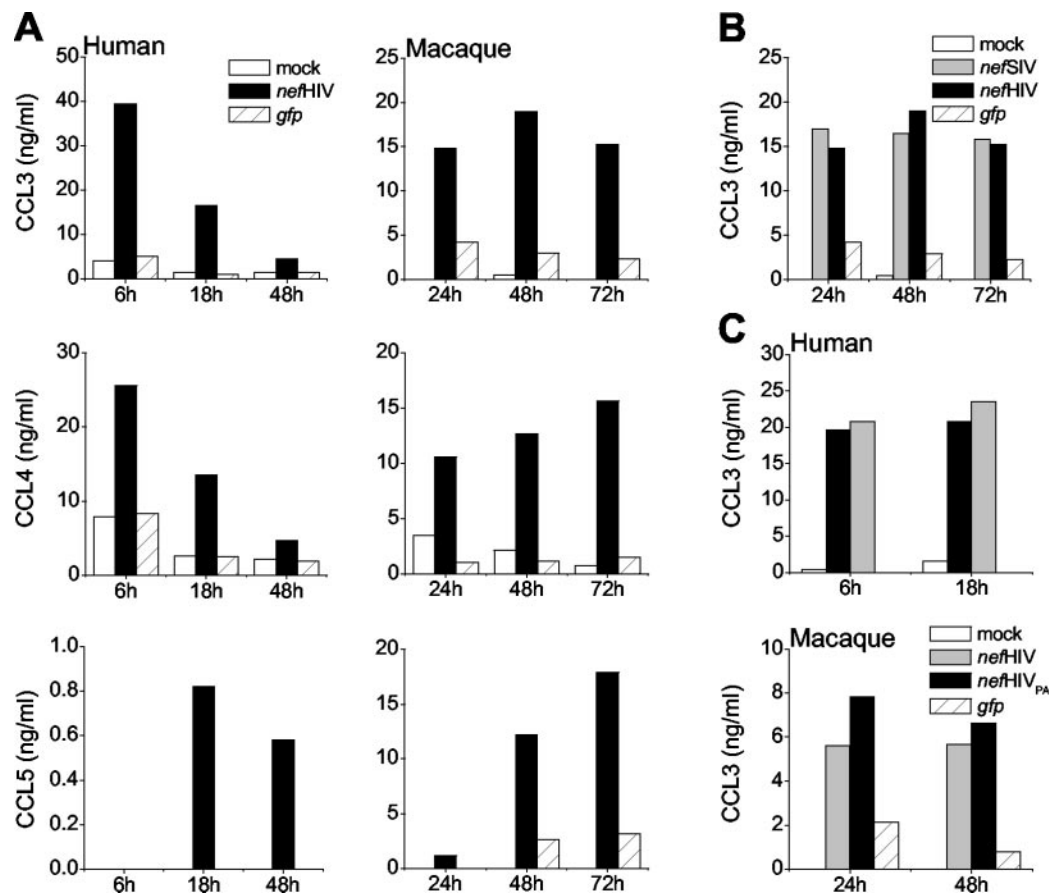 A
Human
50
40
30
20
10
0
CCL3 (ng/ml)
mock
nefHIV
gfp
6h 18h 48h
Macaque
25
20
15
10
5
0
24h 48h 72h
B
25
20
15
10
5
0
CCL3 (ng/ml)
mock
nefSIV
nefHIV
gfp
24h 48h 72h
30
20
10
0
CCL4 (ng/ml)
6h 18h 48h
20
15
10
5
0
24h 48h 72h
C
Human
30
25
20
15
10
5
0
CCL3 (ng/ml)
6h 18h
1.0
0.8
0.6
0.4
0.2
0.0
CCL5 (ng/ml)
6h 18h 48h
20
15
10
5
0
24h 48h 72h
Macaque
10
8
6
4
2
0
CCL3 (ng/ml)
mock
nefHIV
nefHIVPA
gfp
24h 48h